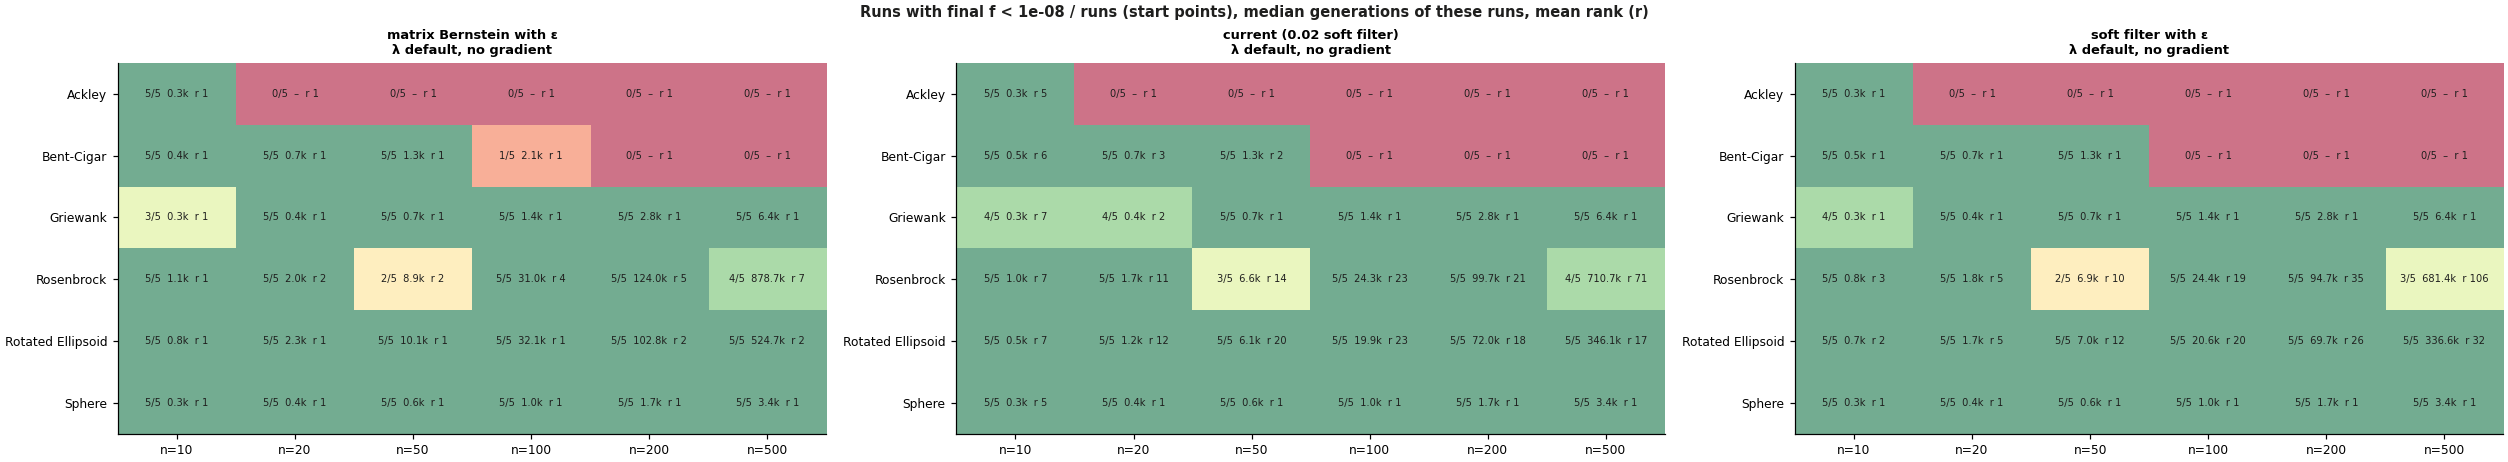 Runs with final f < 1e-08 / runs (start points), median generations of these runs, mean rank (r)
matrix Bernstein with ε
λ default, no gradient
Ackley 5/5 0.3k r 1 0/5 – r 1 0/5 – r 1 0/5 – r 1 0/5 – r 1 0/5 – r 1
Bent-Cigar 5/5 0.4k r 1 5/5 0.7k r 1 5/5 1.3k r 1 1/5 2.1k r 1 0/5 – r 1 0/5 – r 1
Griewank 3/5 0.3k r 1 5/5 0.4k r 1 5/5 0.7k r 1 5/5 1.4k r 1 5/5 2.8k r 1 5/5 6.4k r 1
Rosenbrock 5/5 1.1k r 1 5/5 2.0k r 2 2/5 8.9k r 2 5/5 31.0k r 4 5/5 124.0k r 5 4/5 878.7k r 7
Rotated Ellipsoid 5/5 0.8k r 1 5/5 2.3k r 1 5/5 10.1k r 1 5/5 32.1k r 1 5/5 102.8k r 2 5/5 524.7k r 2
Sphere 5/5 0.3k r 1 5/5 0.4k r 1 5/5 0.6k r 1 5/5 1.0k r 1 5/5 1.7k r 1 5/5 3.4k r 1
n=10 n=20 n=50 n=100 n=200 n=500
current (0.02 soft filter)
λ default, no gradient
Ackley 5/5 0.3k r 5 0/5 – r 1 0/5 – r 1 0/5 – r 1 0/5 – r 1 0/5 – r 1
Bent-Cigar 5/5 0.5k r 6 5/5 0.7k r 3 5/5 1.3k r 2 0/5 – r 1 0/5 – r 1 0/5 – r 1
Griewank 4/5 0.3k r 7 4/5 0.4k r 2 5/5 0.7k r 1 5/5 1.4k r 1 5/5 2.8k r 1 5/5 6.4k r 1
Rosenbrock 5/5 1.0k r 7 5/5 1.7k r 11 3/5 6.6k r 14 5/5 24.3k r 23 5/5 99.7k r 21 4/5 710.7k r 71
Rotated Ellipsoid 5/5 0.5k r 7 5/5 1.2k r 12 5/5 6.1k r 20 5/5 19.9k r 23 5/5 72.0k r 18 5/5 346.1k r 17
Sphere 5/5 0.3k r 5 5/5 0.4k r 1 5/5 0.6k r 1 5/5 1.0k r 1 5/5 1.7k r 1 5/5 3.4k r 1
n=10 n=20 n=50 n=100 n=200 n=500
soft filter with ε
λ default, no gradient
Ackley 5/5 0.3k r 1 0/5 – r 1 0/5 – r 1 0/5 – r 1 0/5 – r 1 0/5 – r 1
Bent-Cigar 5/5 0.5k r 1 5/5 0.7k r 1 5/5 1.3k r 1 0/5 – r 1 0/5 – r 1 0/5 – r 1
Griewank 4/5 0.3k r 1 5/5 0.4k r 1 5/5 0.7k r 1 5/5 1.4k r 1 5/5 2.8k r 1 5/5 6.4k r 1
Rosenbrock 5/5 0.8k r 3 5/5 1.8k r 5 2/5 6.9k r 10 5/5 24.4k r 19 5/5 94.7k r 35 3/5 681.4k r 106
Rotated Ellipsoid 5/5 0.7k r 2 5/5 1.7k r 5 5/5 7.0k r 12 5/5 20.6k r 20 5/5 69.7k r 26 5/5 336.6k r 32
Sphere 5/5 0.3k r 1 5/5 0.4k r 1 5/5 0.6k r 1 5/5 1.0k r 1 5/5 1.7k r 1 5/5 3.4k r 1
n=10 n=20 n=50 n=100 n=200 n=500